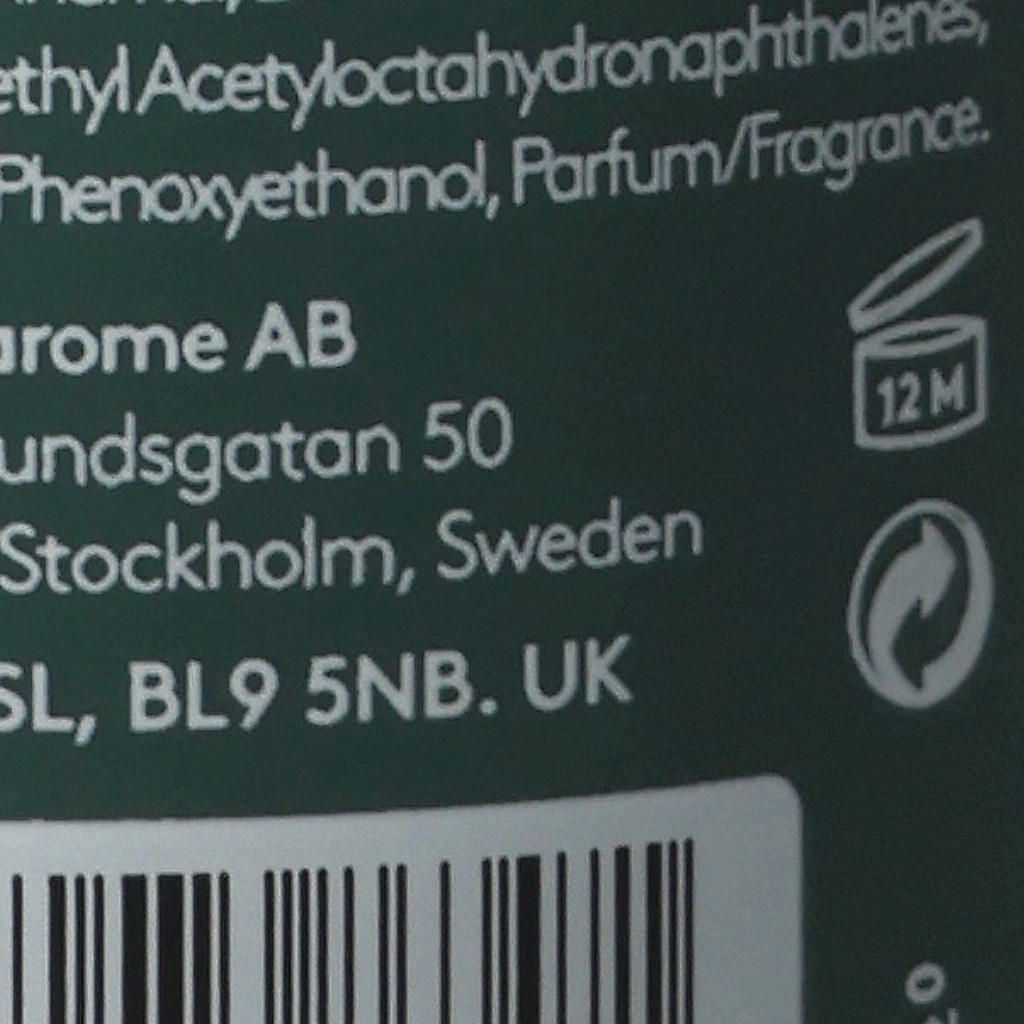 ethyl Acetyloctahydronaphthalenes,
Phenoxyethanol, Parfum/Fragrance.
arome AB
undsgatan 50
Stockholm, Sweden
SL, BL9 5NB. UK
12 M